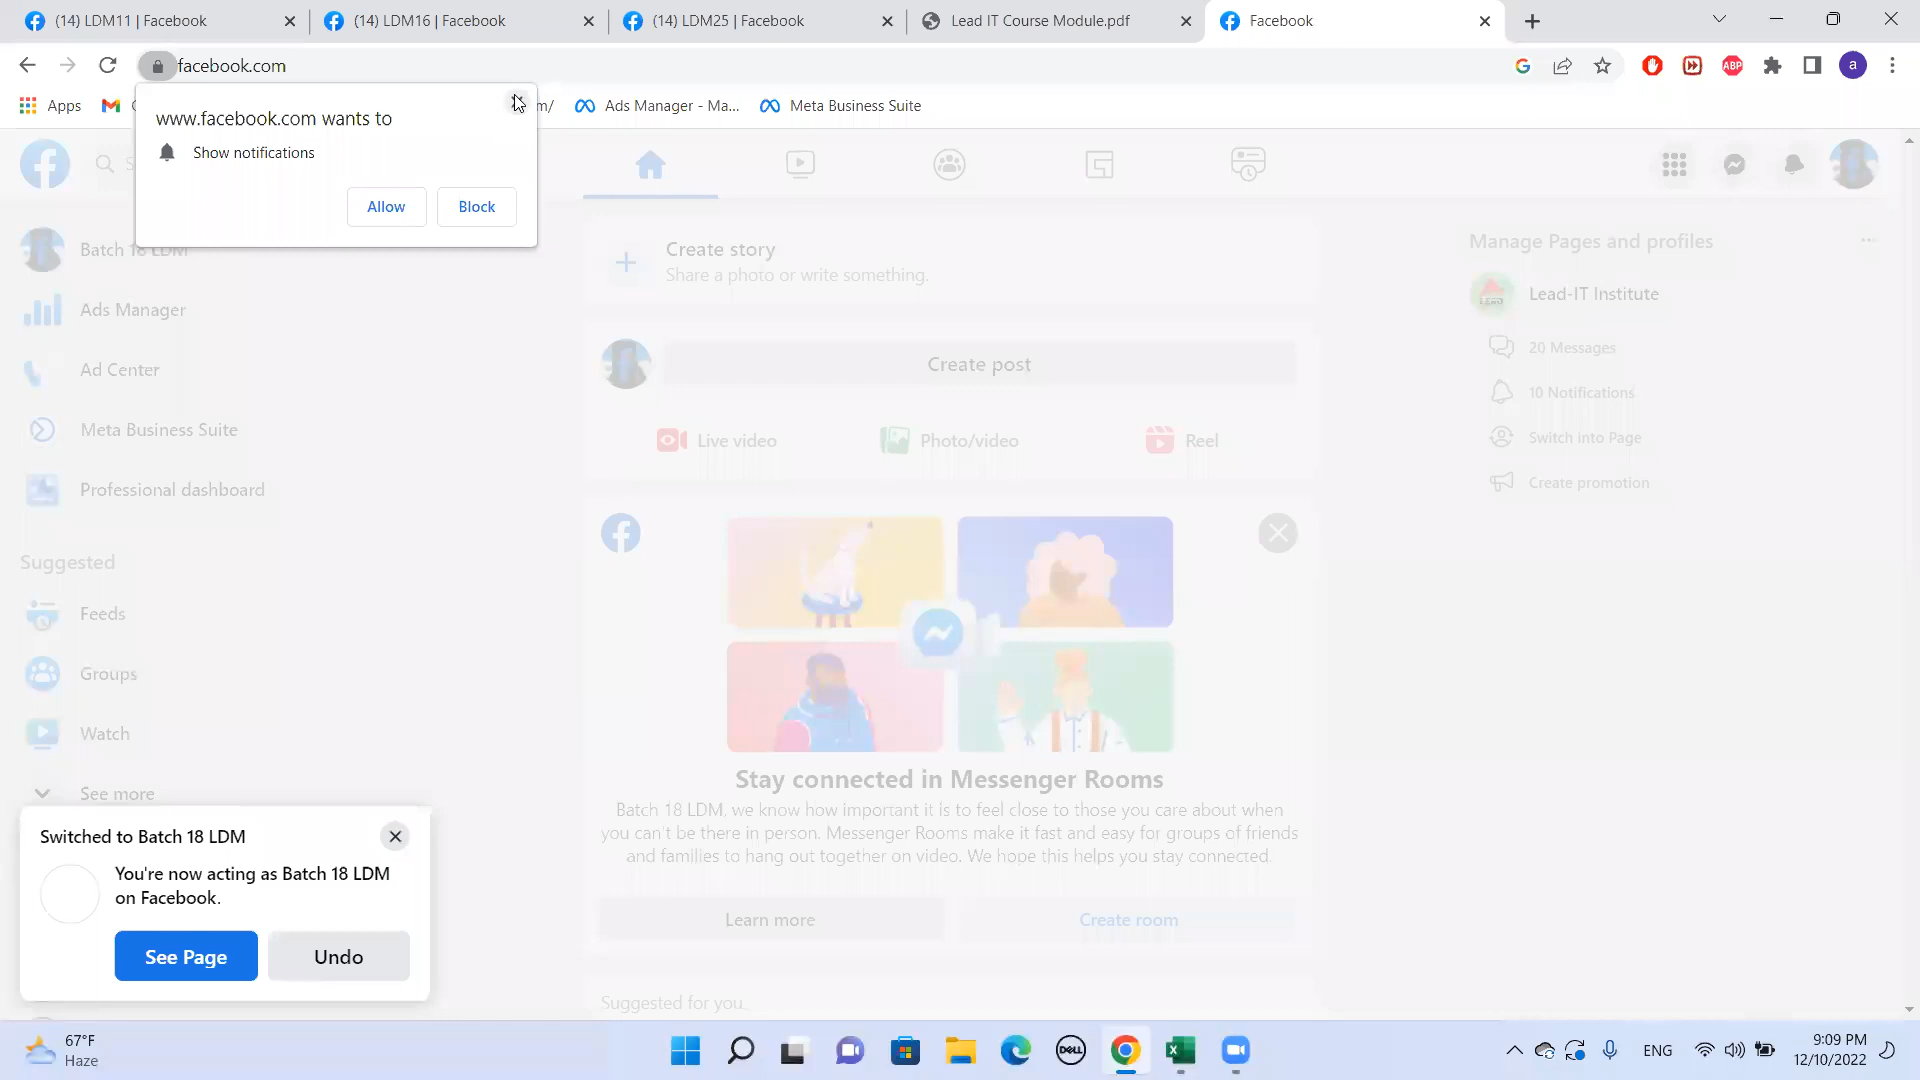 (14) LDM11 | Facebook
(14) LDM16 | Facebook
(14) LDM25 | Facebook
Lead IT Course Module.pdf
Facebook
facebook.com
ABP
a
Apps
m/
Ads Manager - Ma...
Meta Business Suite
www.facebook.com wants to
Show notifications
Allow
Block
Batch 18 LDM
Ads Manager
Ad Center
Meta Business Suite
Professional dashboard
Suggested
Feeds
Groups
Watch
See more
Switched to Batch 18 LDM
You're now acting as Batch 18 LDM
on Facebook.
See Page
Undo
Create story
Share a photo or write something.
Create post
Live video
Photo/video
Reel
Stay connected in Messenger Rooms
Batch 18 LDM, we know how important it is to feel close to those you care about when
you can't be there in person. Messenger Rooms make it fast and easy for groups of friends
and families to hang out together on video. We hope this helps you stay connected.
Learn more
Create room
Suggested for you
Manage Pages and profiles
Lead-IT Institute
20 Messages
10 Notifications
Switch into Page
Create promotion
67°F
Haze
DELL
ENG
9:09 PM
12/10/2022